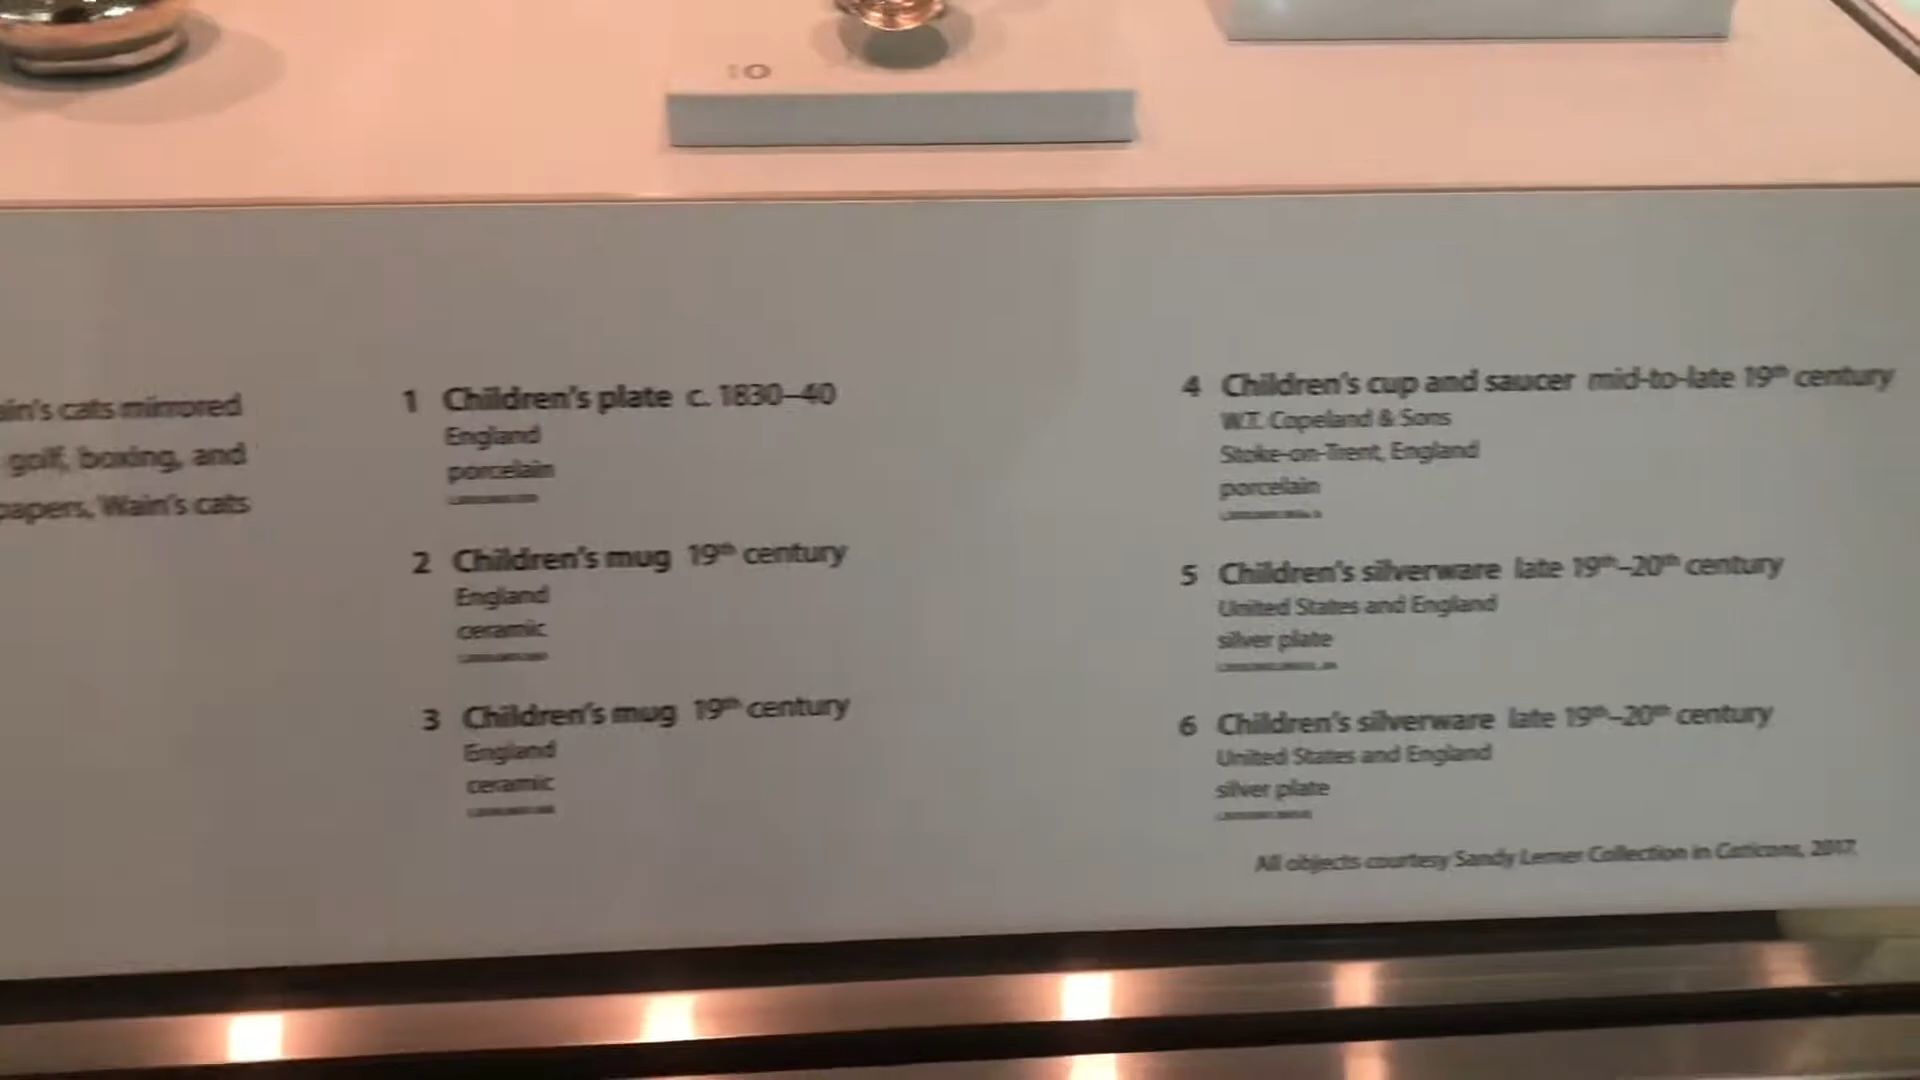 10
ain's cats mirrored
golf, boxing, and
papers, Wain's cats
1 Children's plate c. 1830–40
England
porcelain
2 Children's mug 19th century
England
ceramic
3 Children's mug 19th century
England
ceramic
4 Children's cup and saucer mid-to-late 19th century
W.T. Copeland & Sons
Stoke-on-Trent, England
porcelain
5 Children's silverware late 19th–20th century
United States and England
silver plate
6 Children's silverware late 19th–20th century
United States and England
silver plate
All objects courtesy Sandy Lerner Collection in Caticons, 2017.